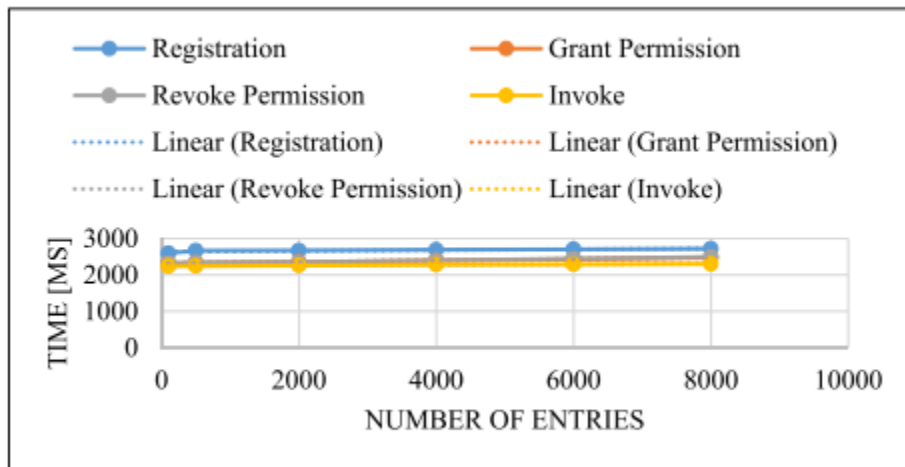 Registration
Grant Permission
Revoke Permission
Invoke
Linear (Registration)
Linear (Grant Permission)
Linear (Revoke Permission)
Linear (Invoke)
TIME [MS]
3000
2000
1000
0
0 2000 4000 6000 8000 10000
NUMBER OF ENTRIES